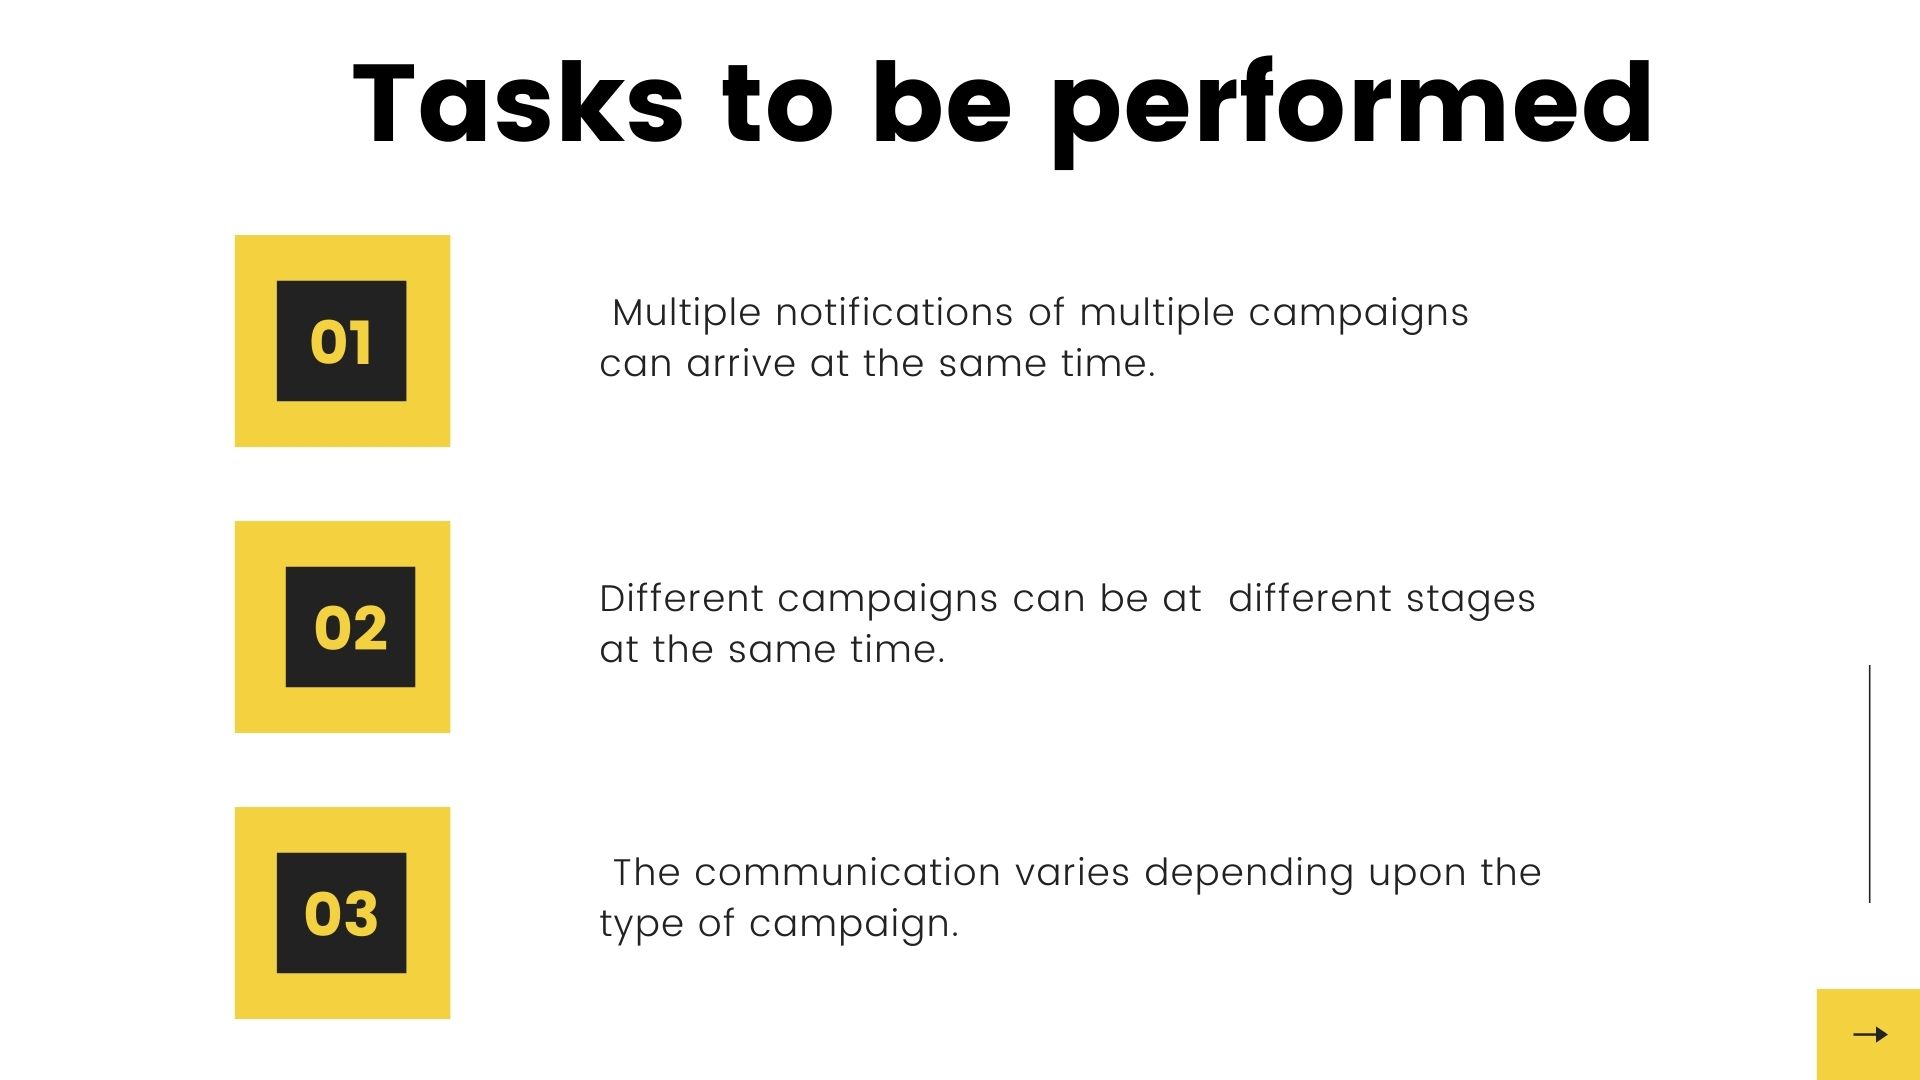 Tasks to be performed
01
Multiple notifications of multiple campaigns
can arrive at the same time.
02
Different campaigns can be at  different stages
at the same time.
03
The communication varies depending upon the
type of campaign.